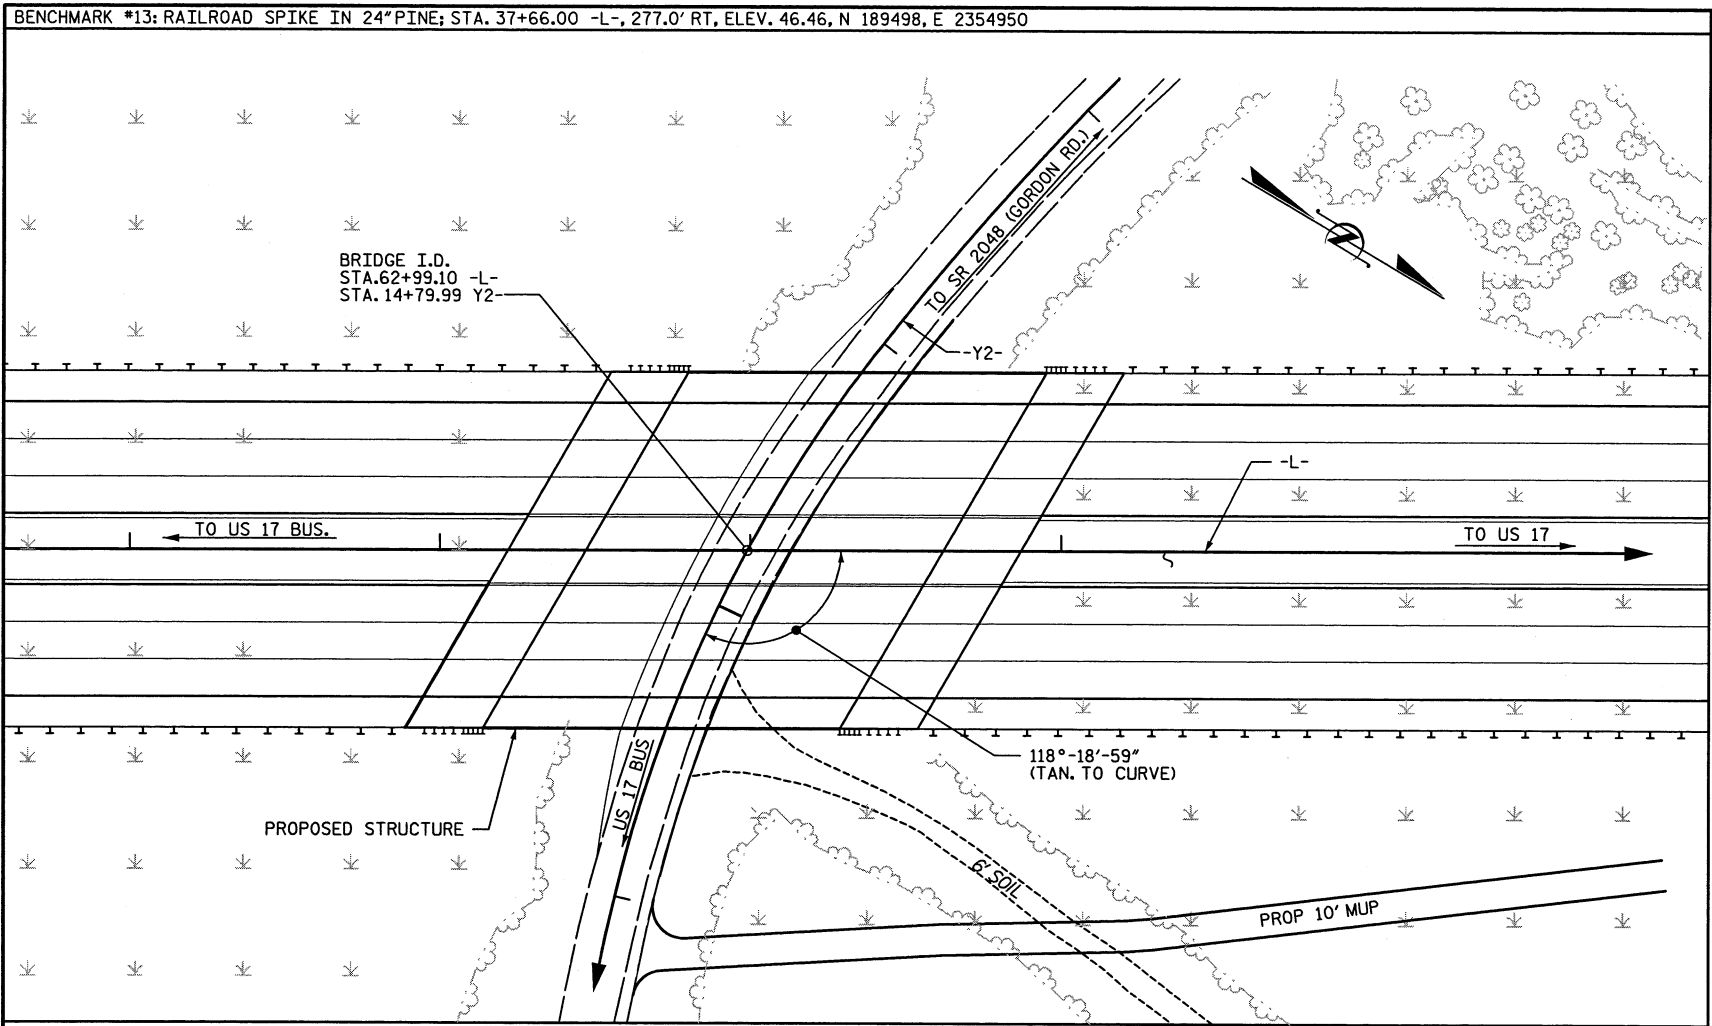 BENCHMARK #13: RAILROAD SPIKE IN 24" PINE; STA. 37+66.00 -L-, 277.0' RT, ELEV. 46.46, N 189498, E 2354950
TO SR 2048 (GORDON RD.)
N
BRIDGE I.D.
STA.62+99.10 -L-
STA. 14+79.99 Y2-
-Y2-
-L-
TO US 17 BUS.
TO US 17
118°-18'-59"
(TAN. TO CURVE)
US 17 BUS
PROPOSED STRUCTURE
6' SOIL
PROP 10' MUP